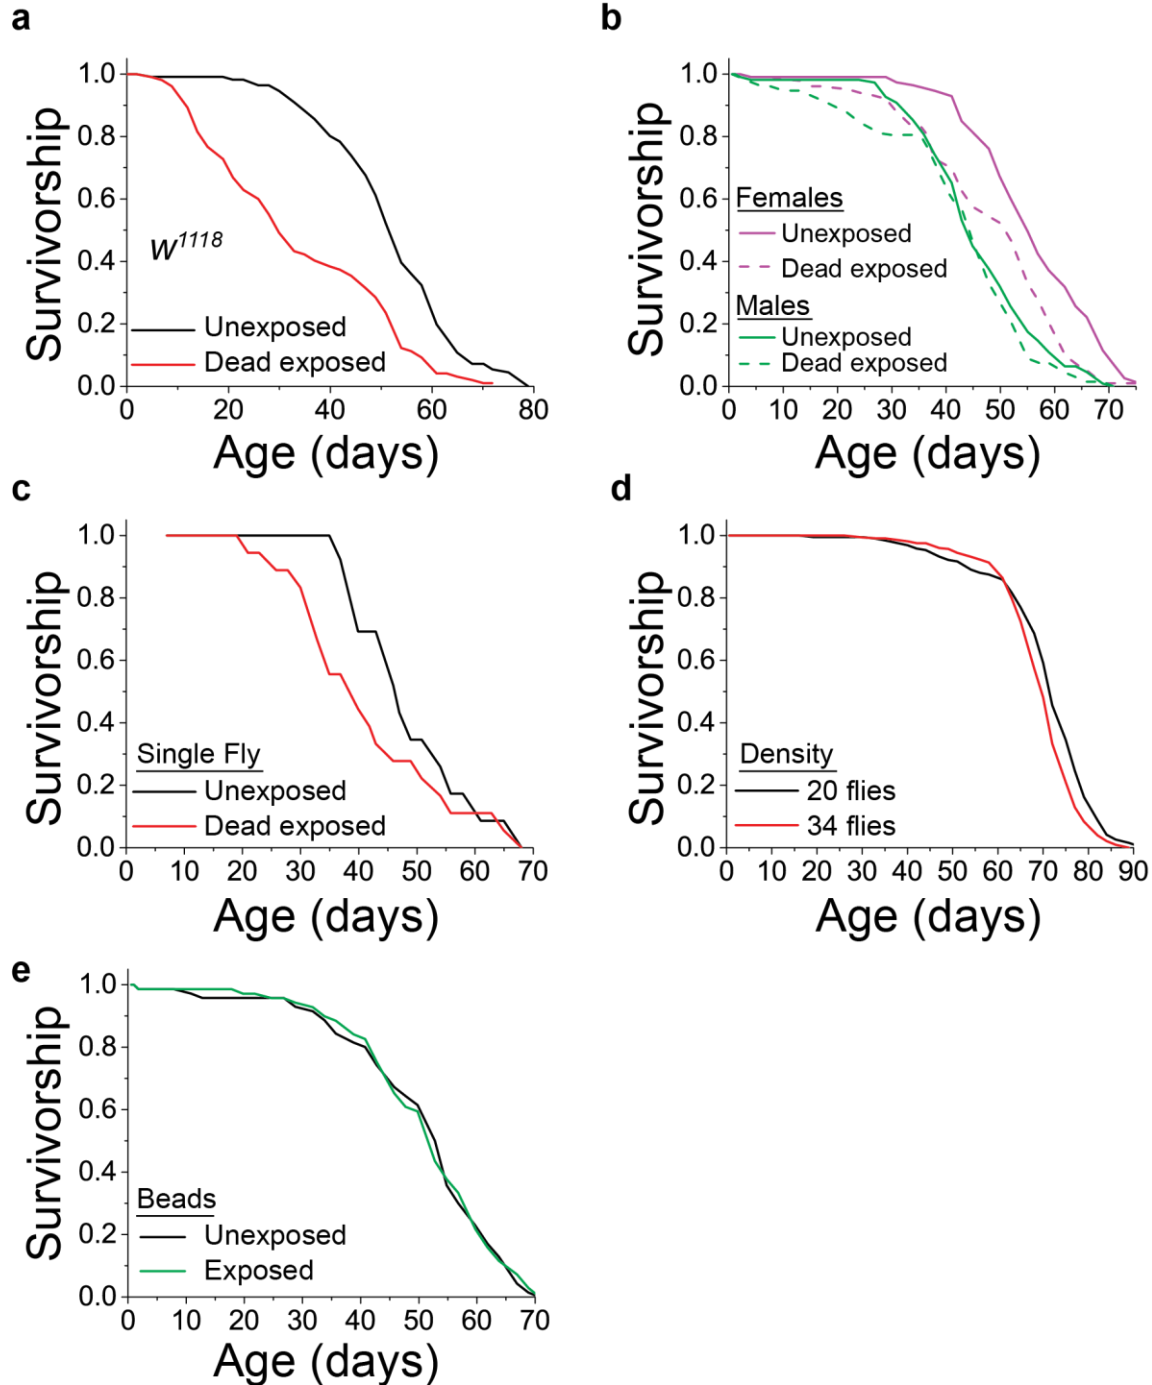 a
1.0
0.8
0.6
0.4
0.2
0.0
Survivorship
w1118
Unexposed
Dead exposed
0 20 40 60 80
Age (days)
b
1.0
0.8
0.6
0.4
0.2
0.0
Survivorship
Females
Unexposed
Dead exposed
Males
Unexposed
Dead exposed
0 10 20 30 40 50 60 70
Age (days)
c
1.0
0.8
0.6
0.4
0.2
0.0
Survivorship
Single Fly
Unexposed
Dead exposed
0 10 20 30 40 50 60 70
Age (days)
d
1.0
0.8
0.6
0.4
0.2
0.0
Survivorship
Density
20 flies
34 flies
0 10 20 30 40 50 60 70 80 90
Age (days)
e
1.0
0.8
0.6
0.4
0.2
0.0
Survivorship
Beads
Unexposed
Exposed
0 10 20 30 40 50 60 70
Age (days)